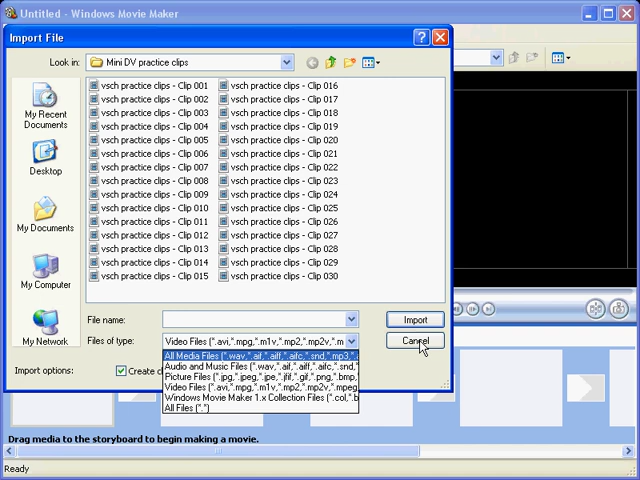 Untitled - Windows Movie Maker
Import File
Look in:
Mini DV practice clips
My Recent
Documents
Desktop
My Documents
My Computer
My Network
vsch practice clips - Clip 001
vsch practice clips - Clip 002
vsch practice clips - Clip 003
vsch practice clips - Clip 004
vsch practice clips - Clip 005
vsch practice clips - Clip 006
vsch practice clips - Clip 007
vsch practice clips - Clip 008
vsch practice clips - Clip 009
vsch practice clips - Clip 010
vsch practice clips - Clip 011
vsch practice clips - Clip 012
vsch practice clips - Clip 013
vsch practice clips - Clip 014
vsch practice clips - Clip 015
vsch practice clips - Clip 016
vsch practice clips - Clip 017
vsch practice clips - Clip 018
vsch practice clips - Clip 019
vsch practice clips - Clip 020
vsch practice clips - Clip 021
vsch practice clips - Clip 022
vsch practice clips - Clip 023
vsch practice clips - Clip 024
vsch practice clips - Clip 025
vsch practice clips - Clip 026
vsch practice clips - Clip 027
vsch practice clips - Clip 028
vsch practice clips - Clip 029
vsch practice clips - Clip 030
File name:
Import
Files of type:
Video Files (*.avi,*.mpg,*.m1v,*.mp2,*.mp2v,*.m
Cancel
All Media Files (*.wav,*.aif,*.aiff,*.aifc,*.snd,*.mp3,*.
Audio and Music Files (*.wav,*.aif,*.aiff,*.aifc,*.snd,*
Picture Files (*.jpg,*.jpeg,*.jpe,*.jfif,*.gif,*.png,*.bmp,
Video Files (*.avi,*.mpg,*.m1v,*.mp2,*.mp2v,*.mpeg
Windows Movie Maker 1.x Collection Files (*.col,*.b
All Files (*.*)
Import options:
Create c
Drag media to the storyboard to begin making a movie.
Ready